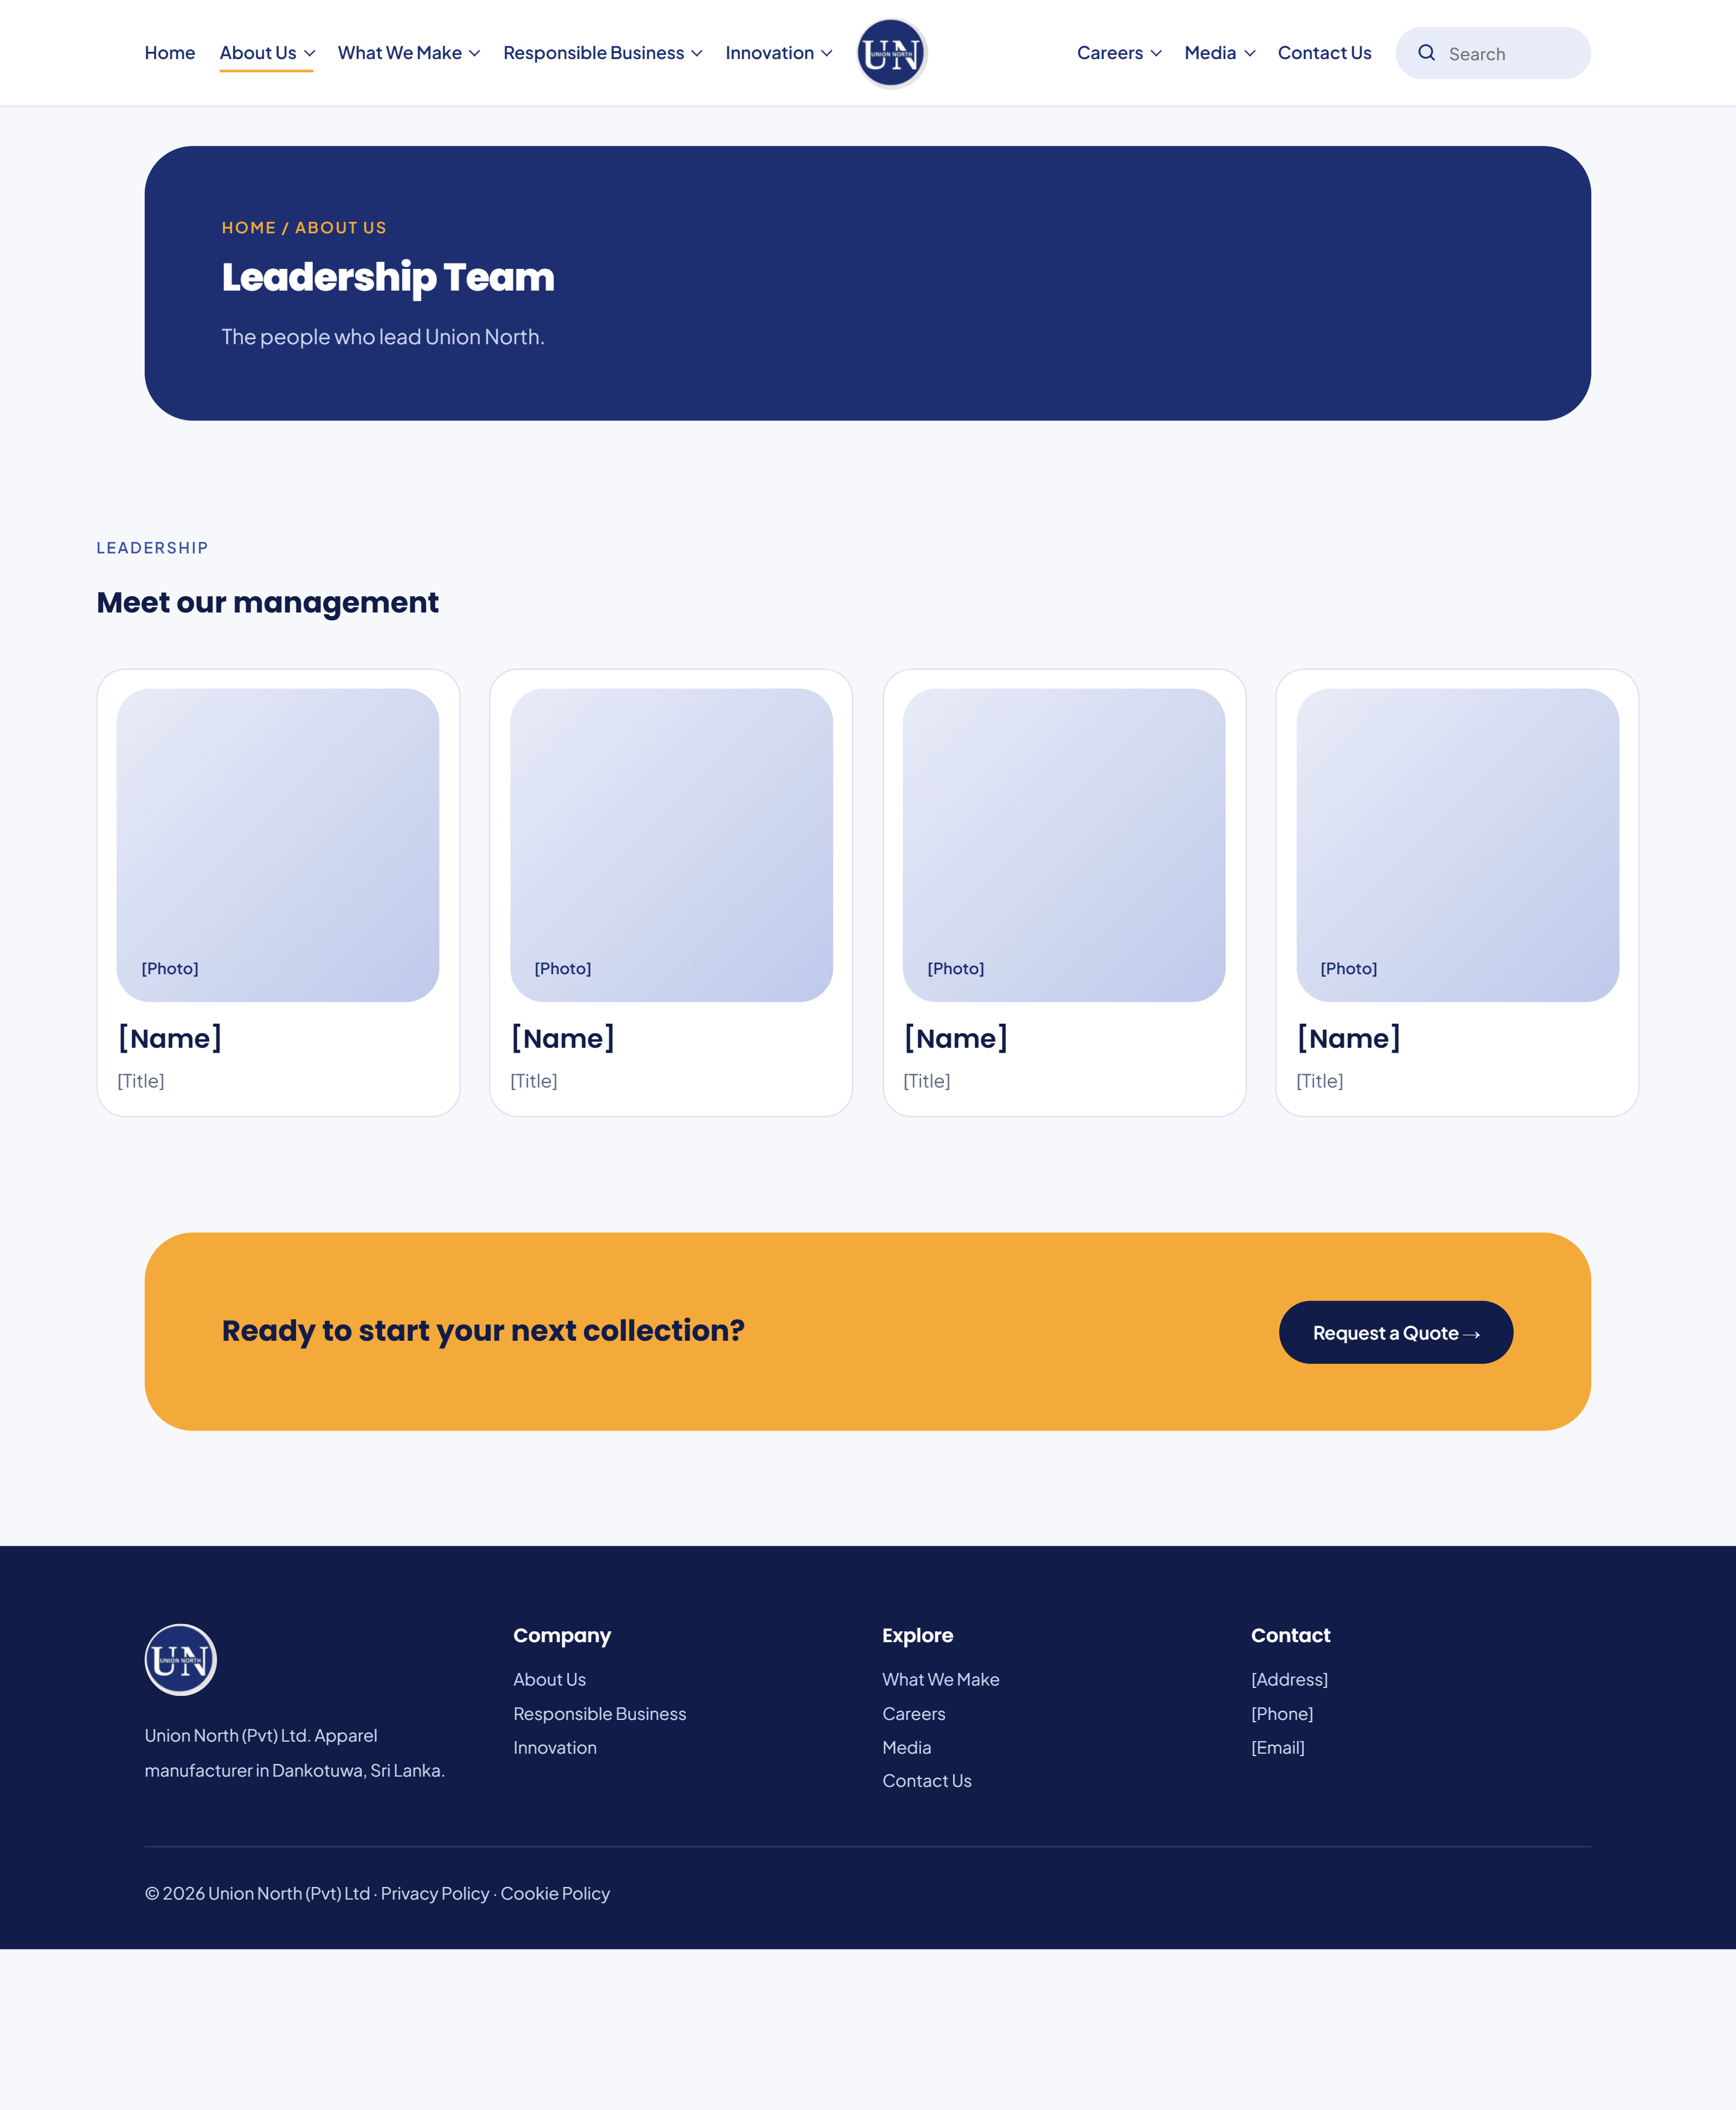 Home About Us What We Make Responsible Business Innovation UN UNION NORTH Careers Media Contact Us Search
HOME / ABOUT US
Leadership Team
The people who lead Union North.
LEADERSHIP
Meet our management
[Photo] [Photo] [Photo] [Photo]
[Name] [Name] [Name] [Name]
[Title] [Title] [Title] [Title]
Ready to start your next collection? Request a Quote →
UN UNION NORTH
Union North (Pvt) Ltd. Apparel
manufacturer in Dankotuwa, Sri Lanka.
Company
About Us
Responsible Business
Innovation
Explore
What We Make
Careers
Media
Contact Us
Contact
[Address]
[Phone]
[Email]
© 2026 Union North (Pvt) Ltd · Privacy Policy · Cookie Policy